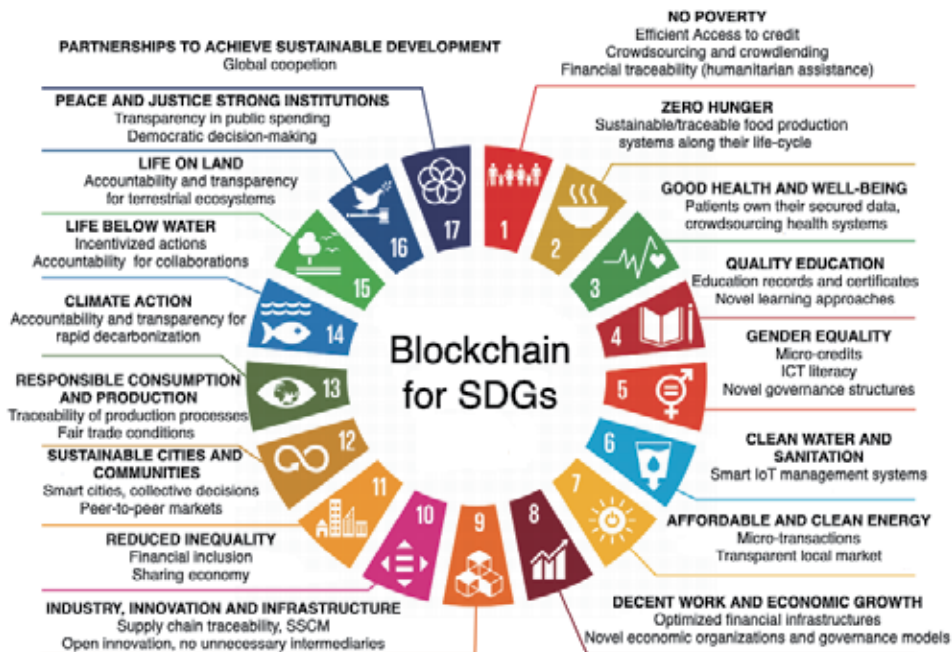 NO POVERTY
Efficient Access to credit
Crowdsourcing and crowdlending
Financial traceability (humanitarian assistance)
ZERO HUNGER
Sustainable/traceable food production
systems along their life-cycle
GOOD HEALTH AND WELL-BEING
Patients own their secured data,
crowdsourcing health systems
QUALITY EDUCATION
Education records and certificates
Novel learning approaches
GENDER EQUALITY
Micro-credits
ICT literacy
Novel governance structures
CLEAN WATER AND
SANITATION
Smart IoT management systems
AFFORDABLE AND CLEAN ENERGY
Micro-transactions
Transparent local market
DECENT WORK AND ECONOMIC GROWTH
Optimized financial infrastructures
Novel economic organizations and governance models
INDUSTRY, INNOVATION AND INFRASTRUCTURE
Supply chain traceability, SSCM
Open innovation, no unnecessary intermediaries
REDUCED INEQUALITY
Financial inclusion
Sharing economy
SUSTAINABLE CITIES AND
COMMUNITIES
Smart cities, collective decisions
Peer-to-peer markets
RESPONSIBLE CONSUMPTION
AND PRODUCTION
Traceability of production processes
Fair trade conditions
CLIMATE ACTION
Accountability and transparency for
rapid decarbonization
LIFE BELOW WATER
Incentivized actions
Accountability for collaborations
LIFE ON LAND
Accountability and transparency
for terrestrial ecosystems
PEACE AND JUSTICE STRONG INSTITUTIONS
Transparency in public spending
Democratic decision-making
PARTNERSHIPS TO ACHIEVE SUSTAINABLE DEVELOPMENT
Global coopetion
1
2
3
4
5
6
7
8
9
10
11
12
13
14
15
16
17
Blockchain
for SDGs